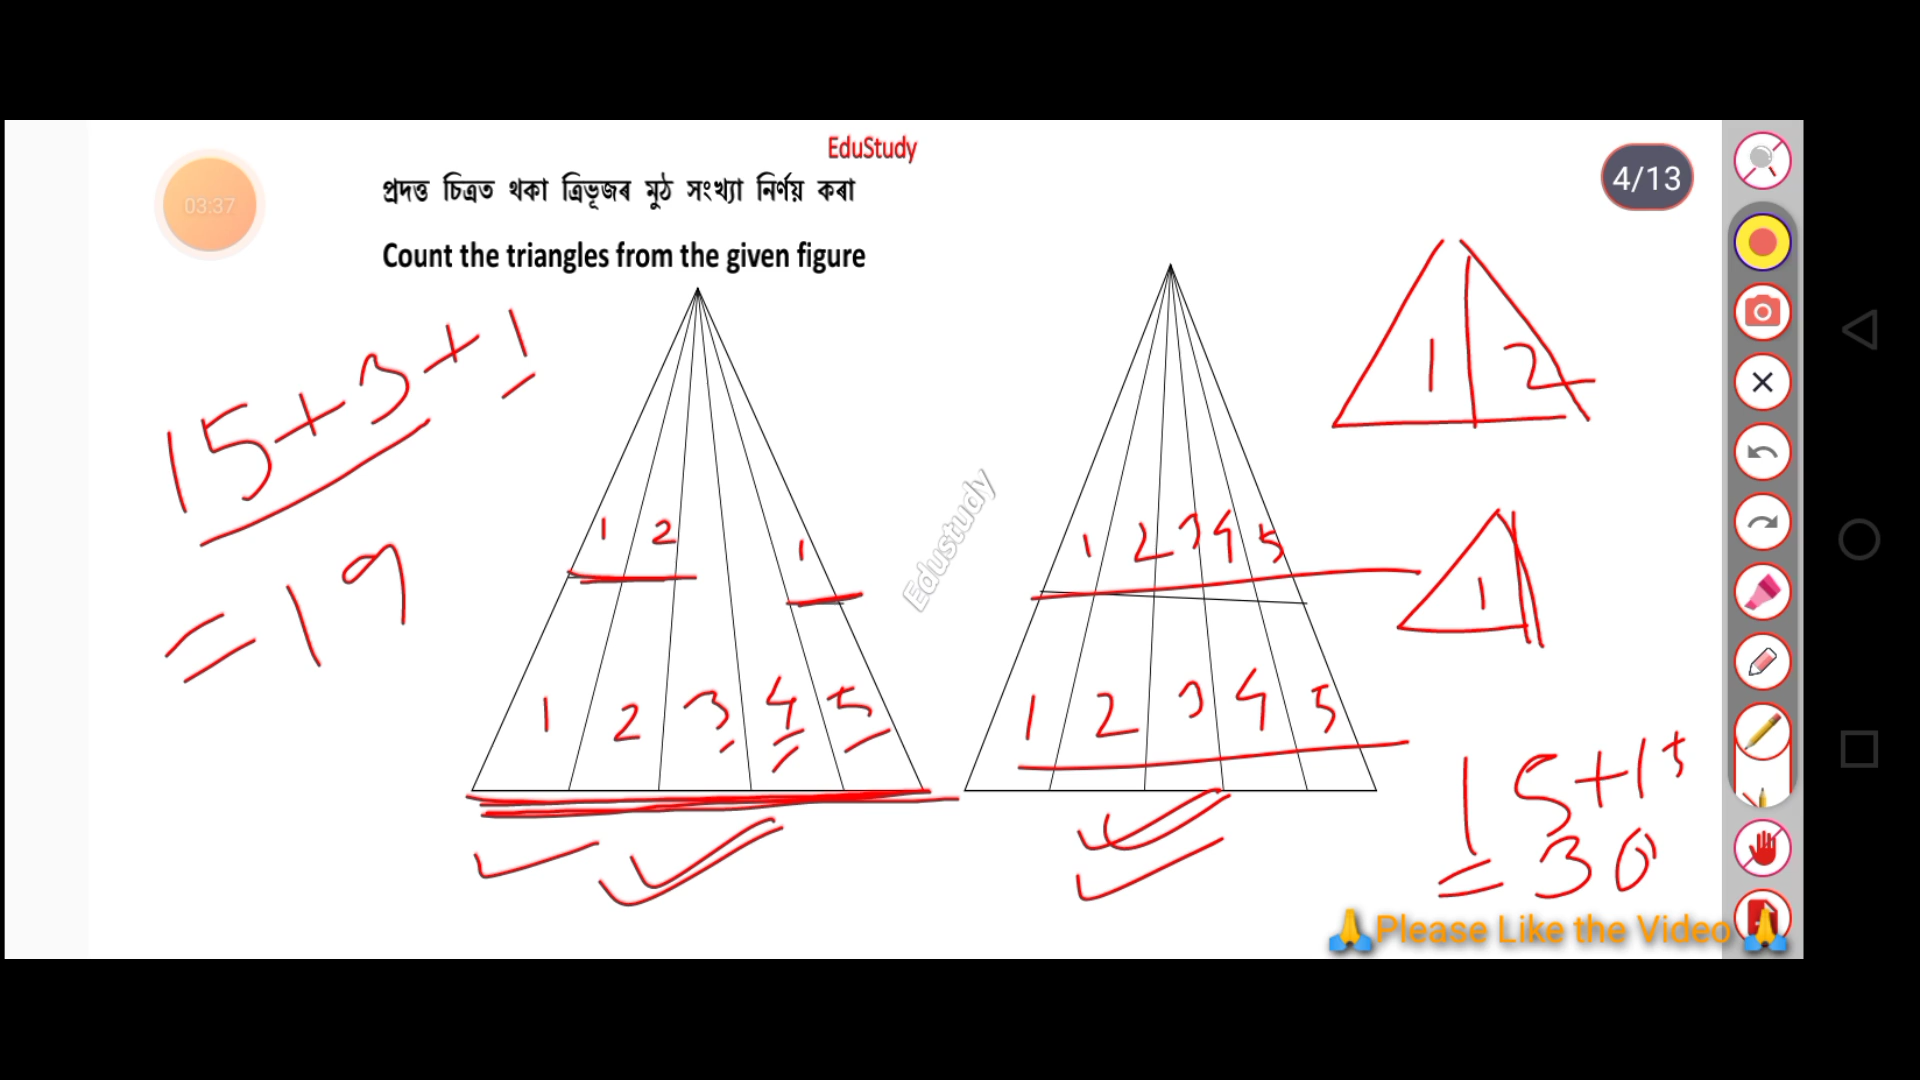 EduStudy
4/13
03:37
প্ৰদত্ত চিত্ৰত থকা ত্ৰিভূজৰ মুঠ সংখ্যা নিৰ্ণয় কৰা
Count the triangles from the given figure
15+3+1
=19
1 2
1
1 2 3 4 5
Edustudy
1 2 3 4 5
1 2 3 4 5
1 2
1
15+15
=30
🙏Please Like the Video🙏